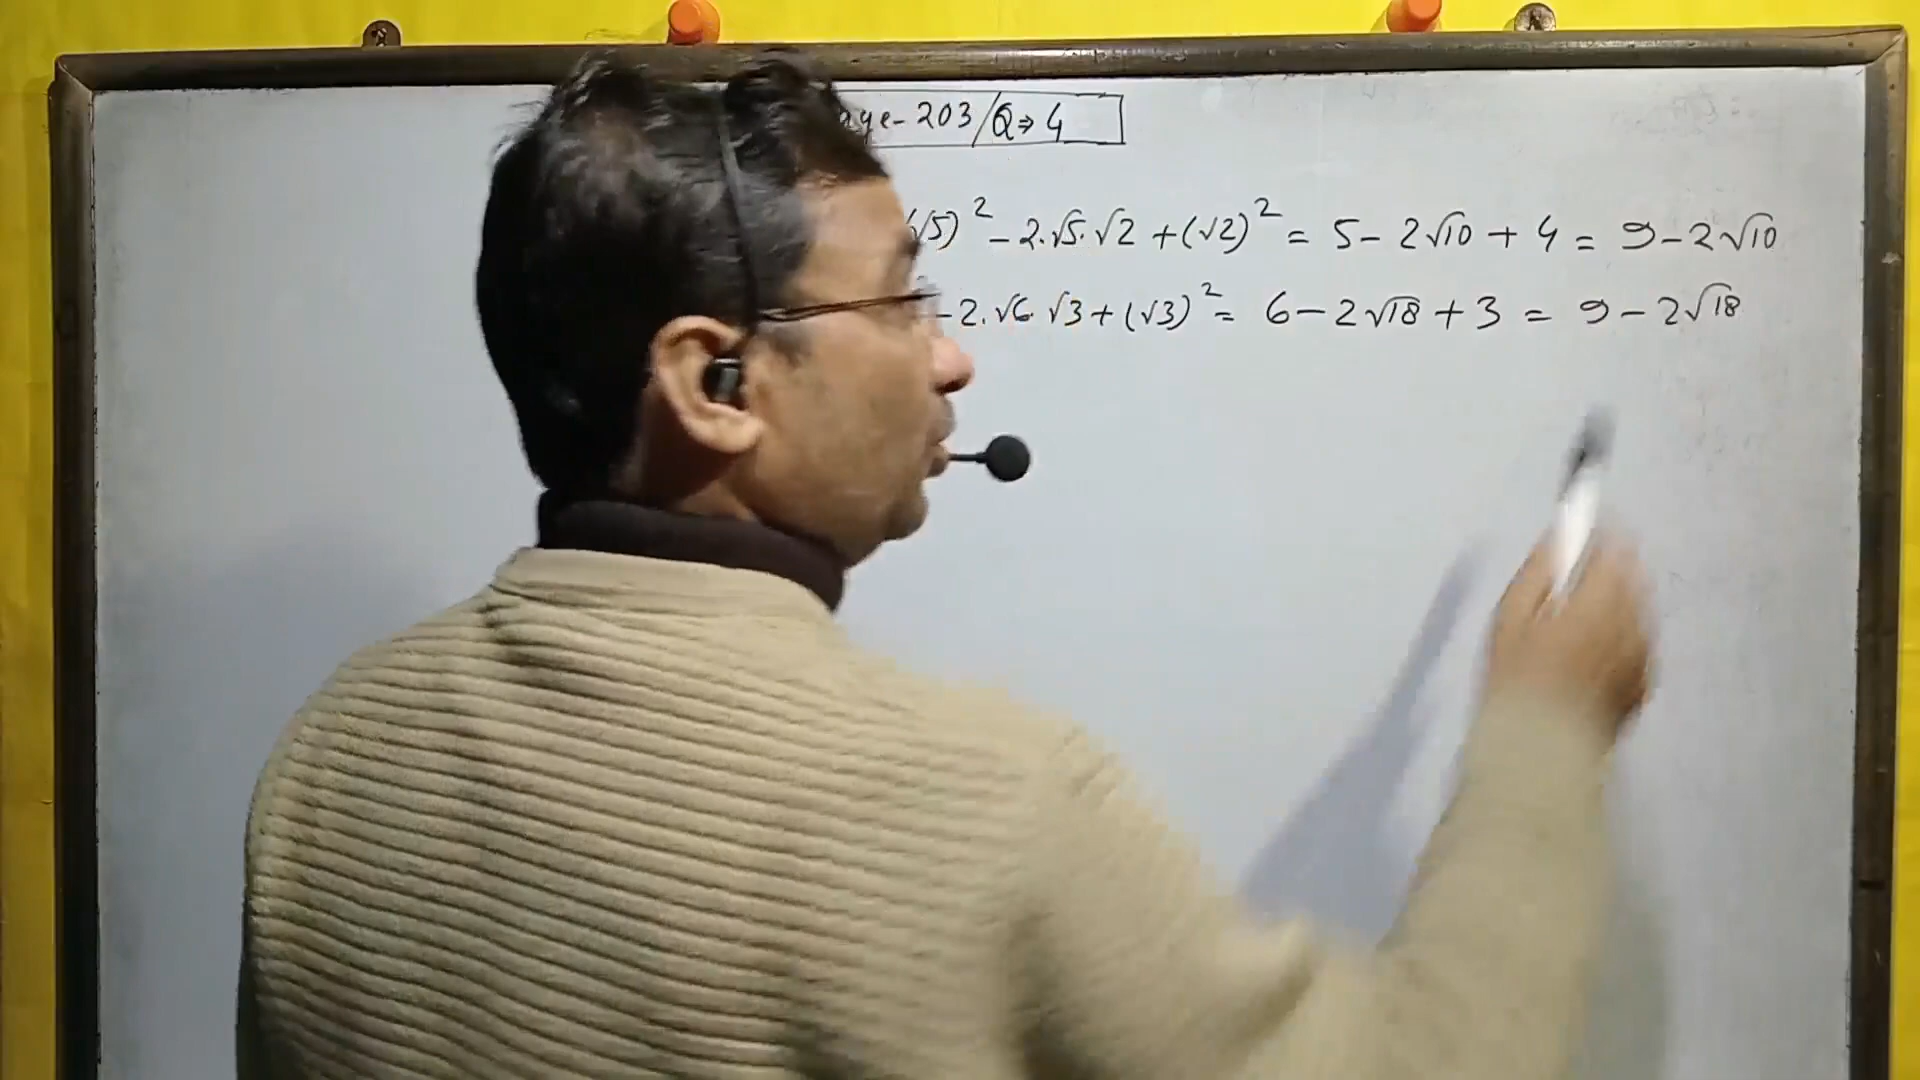 age-203/Q⇒4
(√5)² - 2.√5.√2 + (√2)² = 5 - 2√10 + 4 = 9 - 2√10
- 2.√6.√3 + (√3)² = 6 - 2√18 + 3 = 9 - 2√18